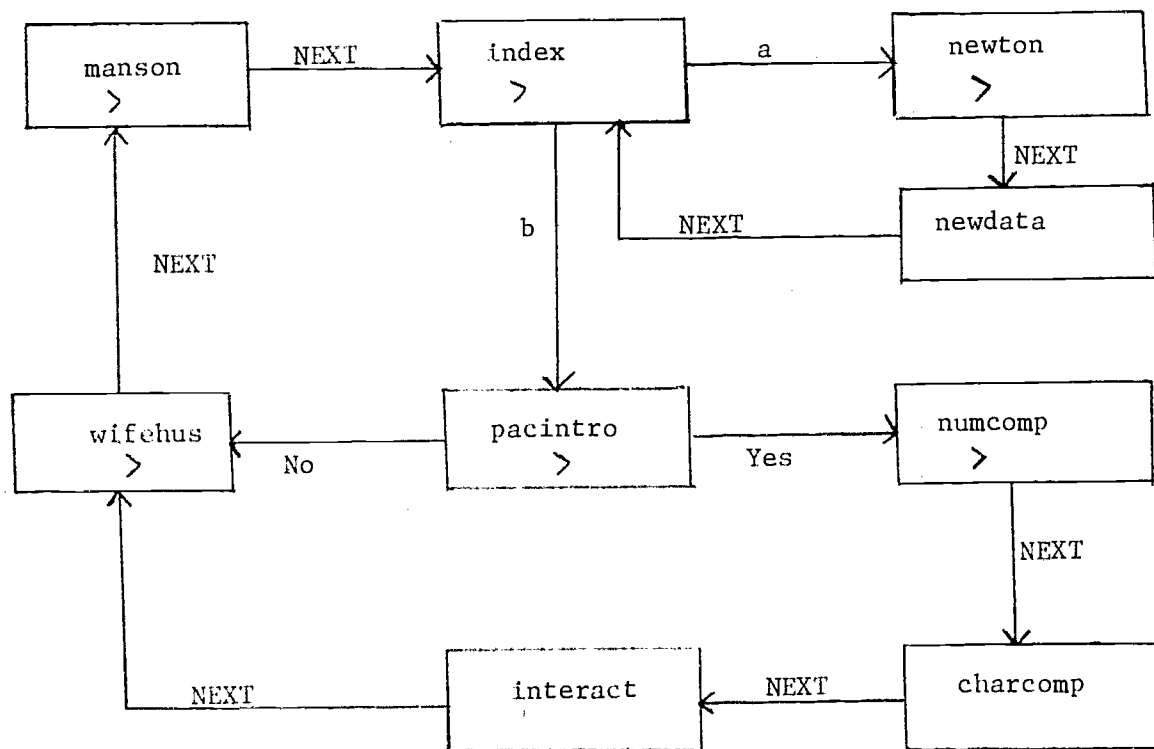 manson
>
NEXT
index
>
a
newton
>
NEXT
newdata
NEXT
b
NEXT
wifehus
>
No
pacintro
>
Yes
numcomp
>
NEXT
charcomp
NEXT
interact
NEXT